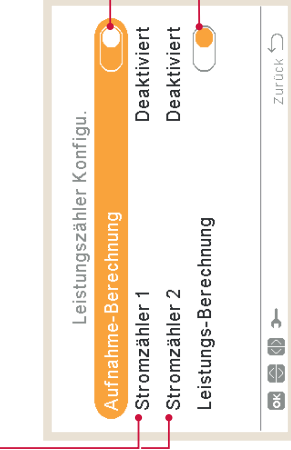 Leistungszähler Konfigu.
Aufnahme-Berechnung
Stromzähler 1 Deaktiviert
Stromzähler 2 Deaktiviert
Leistungs-Berechnung
OK Zurück